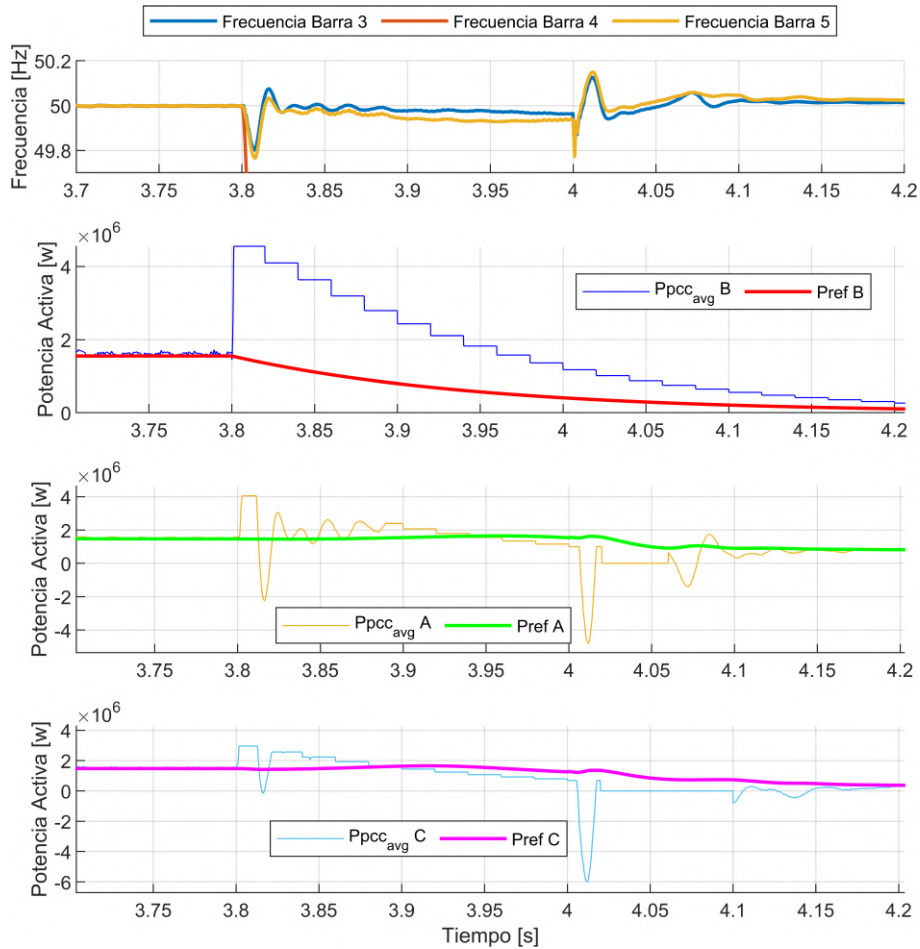 Frecuencia Barra 3 Frecuencia Barra 4 Frecuencia Barra 5
Frecuencia [Hz]
50.2
50
49.8
3.7 3.75 3.8 3.85 3.9 3.95 4 4.05 4.1 4.15 4.2
×10^6
Potencia Activa [w]
4
2
0
Ppcc_avg B Pref B
3.75 3.8 3.85 3.9 3.95 4 4.05 4.1 4.15 4.2
×10^6
Potencia Activa [w]
4
2
0
-2
-4
Ppcc_avg A Pref A
3.75 3.8 3.85 3.9 3.95 4 4.05 4.1 4.15 4.2
×10^6
Potencia Activa [w]
4
2
0
-2
-4
-6
Ppcc_avg C Pref C
3.75 3.8 3.85 3.9 3.95 4 4.05 4.1 4.15 4.2
Tiempo [s]